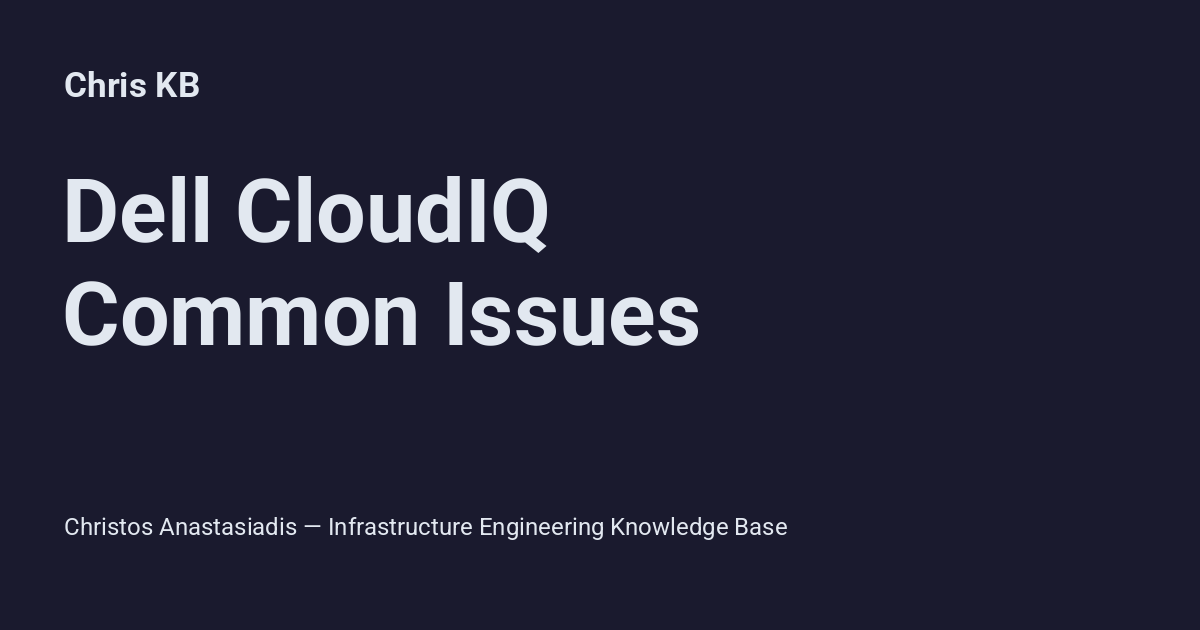 Chris KB
Dell CloudIQ
Common Issues
Christos Anastasiadis — Infrastructure Engineering Knowledge Base